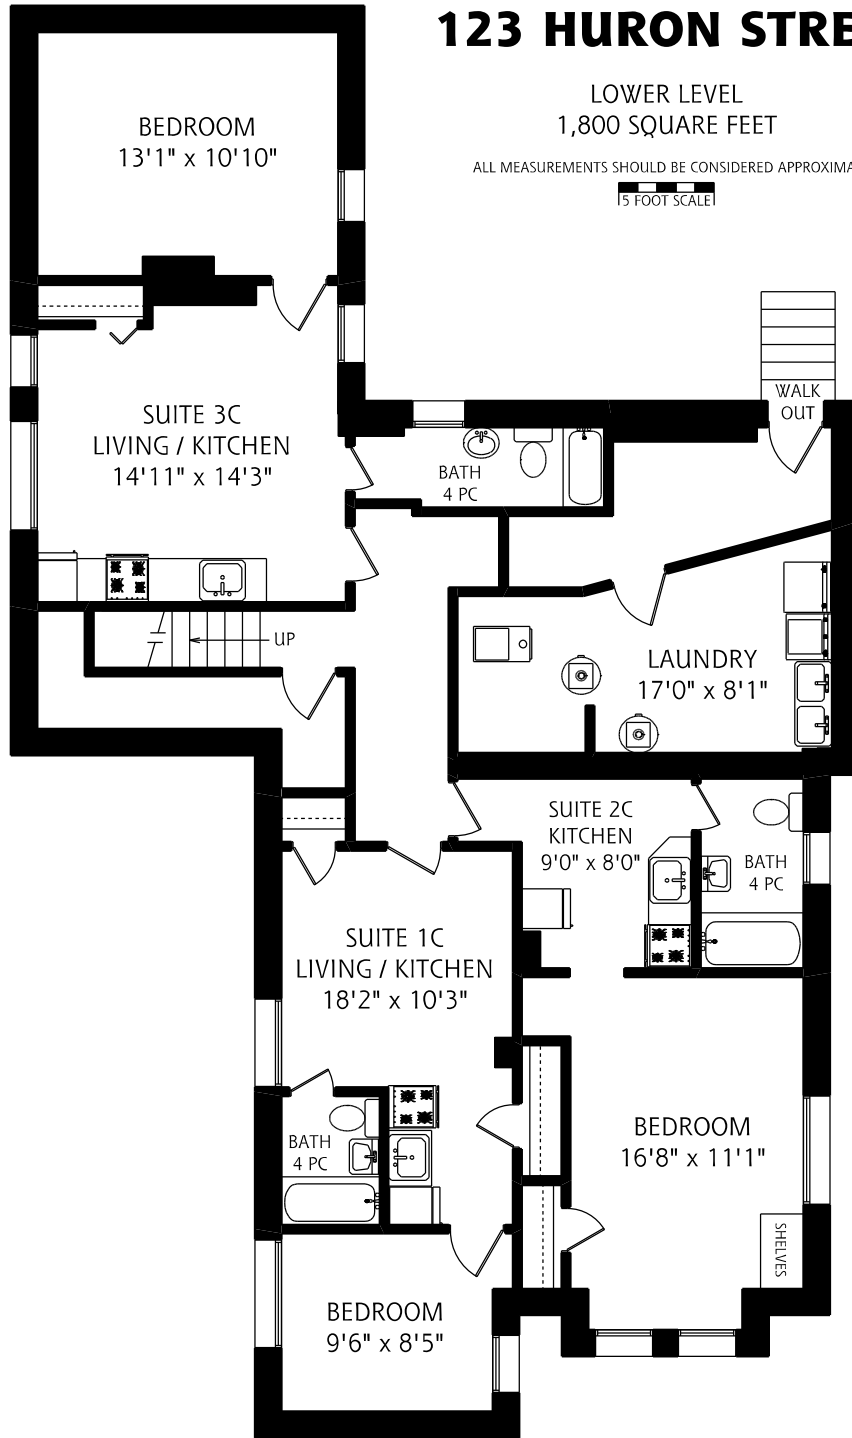 123 HURON STRE
LOWER LEVEL
1,800 SQUARE FEET
ALL MEASUREMENTS SHOULD BE CONSIDERED APPROXIMA
5 FOOT SCALE
BEDROOM
13'1" x 10'10"
WALK
OUT
SUITE 3C
LIVING / KITCHEN
14'11" x 14'3"
BATH
4 PC
UP
LAUNDRY
17'0" x 8'1"
SUITE 2C
KITCHEN
9'0" x 8'0"
BATH
4 PC
SUITE 1C
LIVING / KITCHEN
18'2" x 10'3"
BATH
4 PC
BEDROOM
16'8" x 11'1"
SHELVES
BEDROOM
9'6" x 8'5"